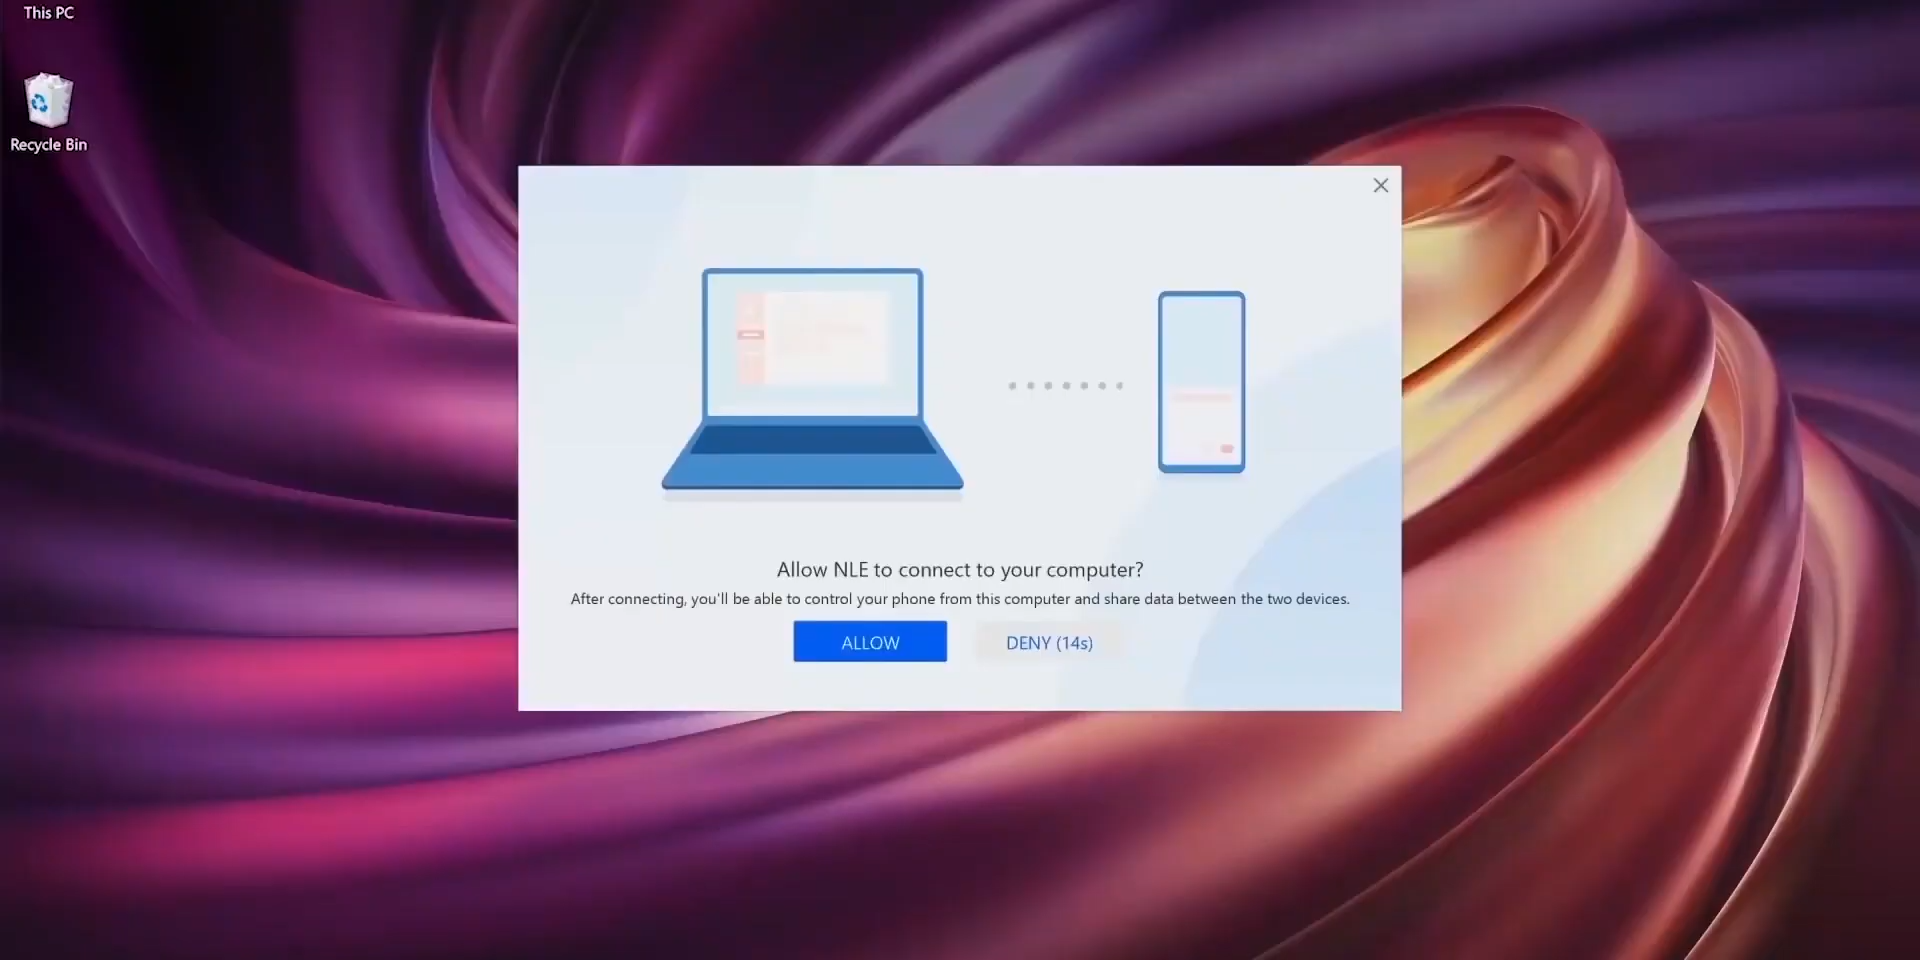 This PC
Recycle Bin
Allow NLE to connect to your computer?
After connecting, you'll be able to control your phone from this computer and share data between the two devices.
ALLOW
DENY (14s)